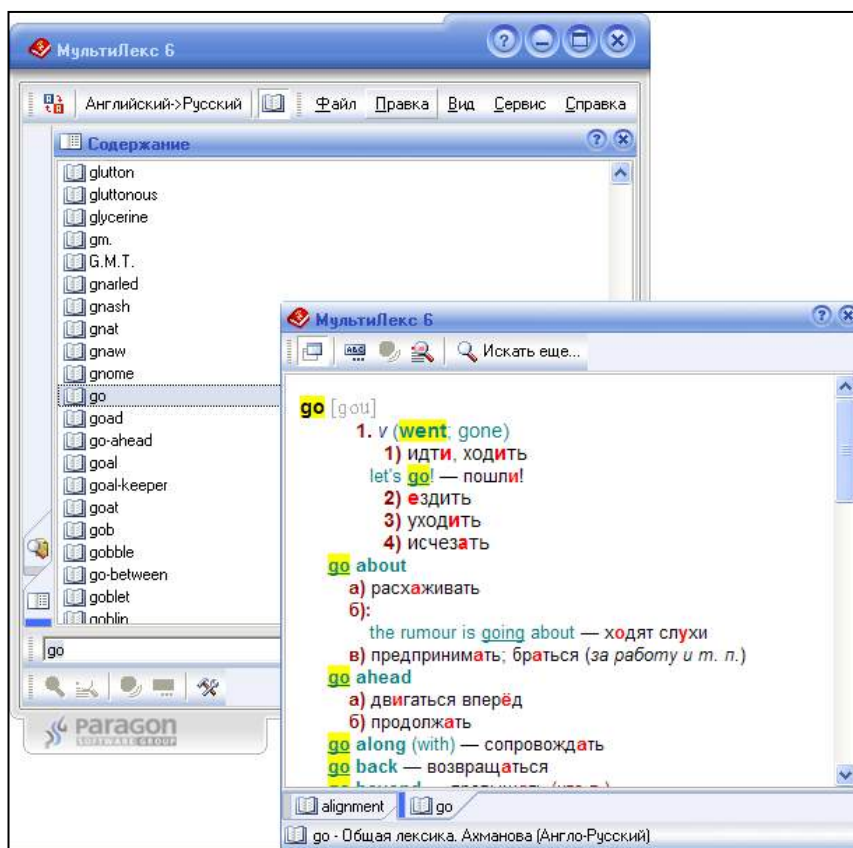 МультиЛекс 6
Английский->Русский Файл Правка Вид Сервис Справка
Содержание
glutton
gluttonous
glycerine
gm.
G.M.T.
gnarled
gnash
gnat
gnaw
gnome
go
goad
go-ahead
goal
goal-keeper
goat
gob
gobble
go-between
goblet
goblin
go
PARAGON
SOFTWARE GROUP
МультиЛекс 6
Искать еще...
go [gou]
1. v (went; gone)
1) идти, ходить
let's go! — пошли!
2) ездить
3) уходить
4) исчезать
go about
а) расхаживать
б):
the rumour is going about — ходят слухи
в) предпринимать; браться (за работу и т. п.)
go ahead
а) двигаться вперёд
б) продолжать
go along (with) — сопровождать
go back — возвращаться
alignment go
go - Общая лексика. Ахманова (Англо-Русский)